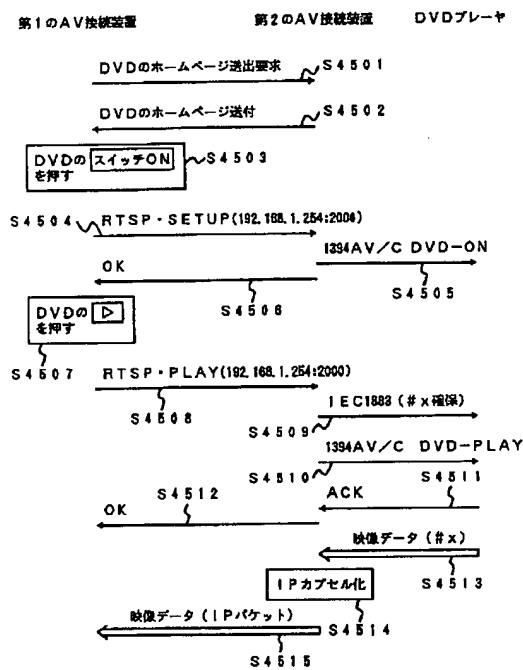 第1のAV接続装置 第2のAV接続装置 DVDプレーヤ
DVDのホームページ送出要求
S4501
DVDのホームページ送付
S4502
DVDの スイッチON
を押す
S4503
S4504
RTSP・SETUP(192.168.1.254:2004)
1394AV/C DVD-ON
OK
S4505
S4506
DVDの ▷
を押す
S4507
RTSP・PLAY(192.168.1.254:2000)
S4508
IEC1883(#x確保)
S4509
1394AV/C DVD-PLAY
S4510
S4511
S4512
ACK
OK
映像データ(#x)
S4513
IPカプセル化
S4514
映像データ(IPパケット)
S4515